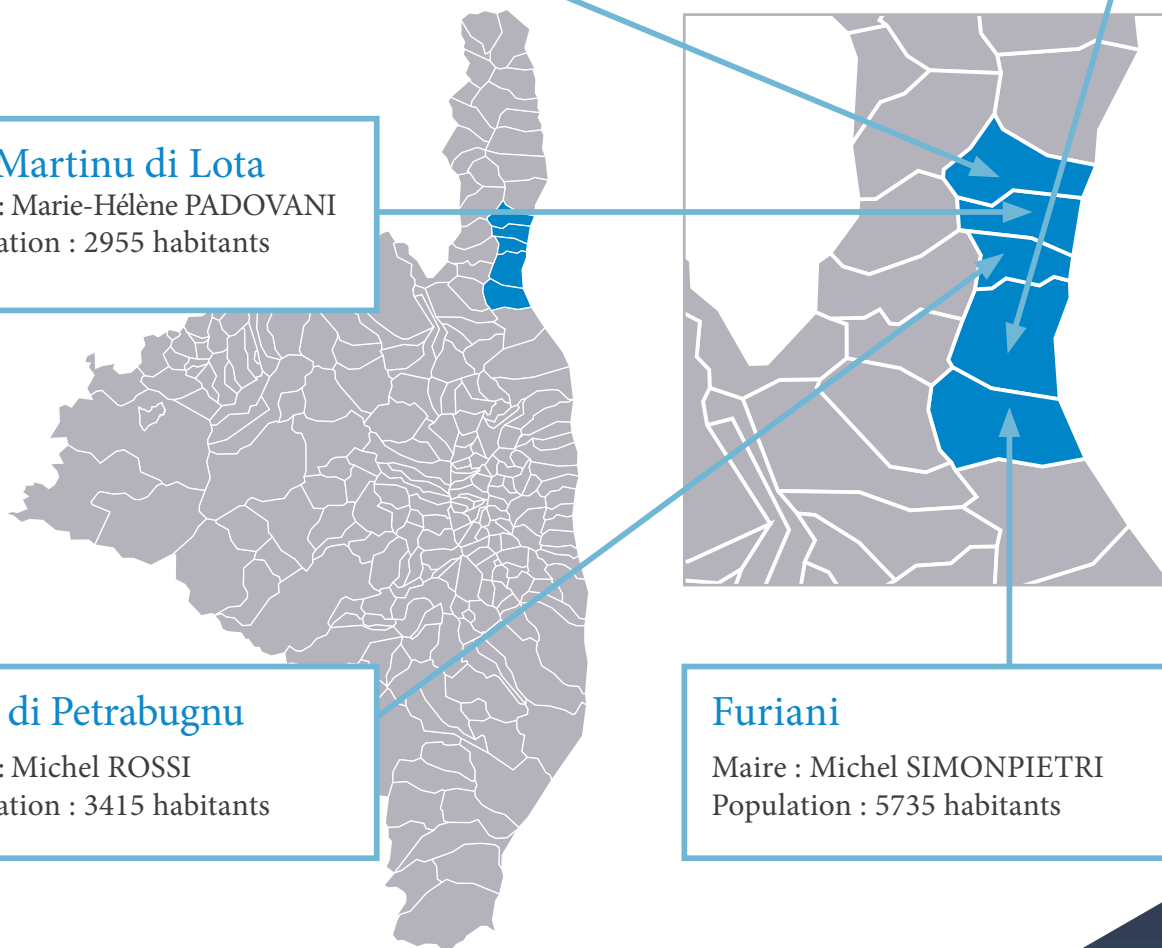 Martinu di Lota
: Marie-Hélène PADOVANI
ation : 2955 habitants
di Petrabugnu
: Michel ROSSI
ation : 3415 habitants
Furiani
Maire : Michel SIMONPIETRI
Population : 5735 habitants